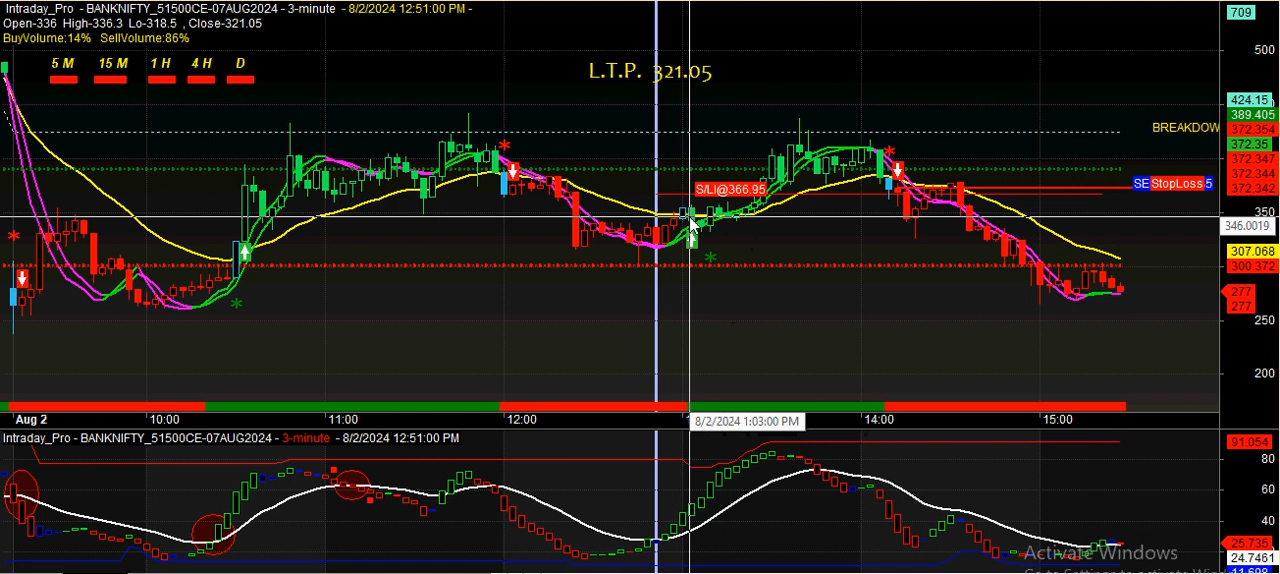 Intraday_Pro - BANKNIFTY_51500CE-07AUG2024 - 3-minute - 8/2/2024 12:51:00 PM -
Open-336 High-336.3 Lo-318.5 , Close-321.05
BuyVolume:14% SellVolume:86%
5 M 15 M 1 H 4 H D
L.T.P. 321.05
709
500
424.15
389.405
BREAKDOW
372.354
372.35
372.347
372.344
372.342
SE StopLoss 5
S/L@366.95
350
346.0019
307.068
300.372
277
277
250
200
Aug 2 10:00 11:00 12:00 14:00 15:00
8/2/2024 1:03:00 PM
Intraday_Pro - BANKNIFTY_51500CE-07AUG2024 - 3-minute - 8/2/2024 12:51:00 PM
91.054
80
60
40
25.735
24.7461
Activate Windows